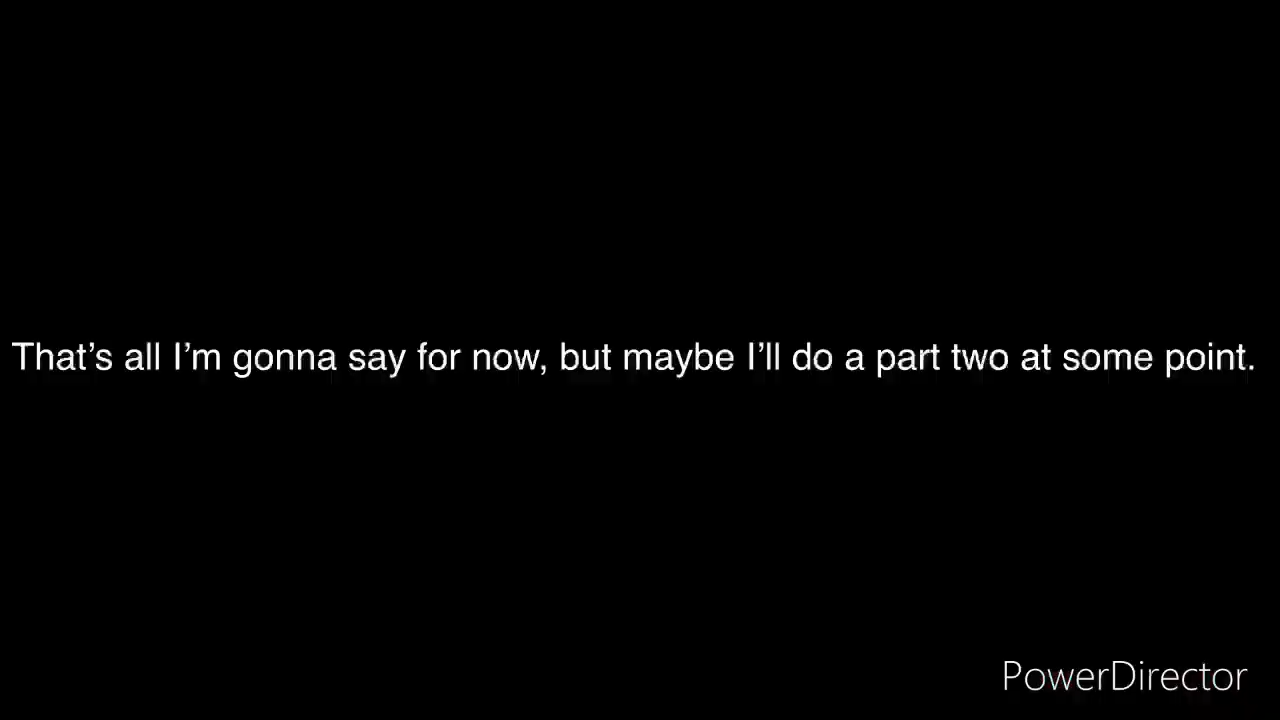 That’s all I’m gonna say for now, but maybe I’ll do a part two at some point.
PowerDirector